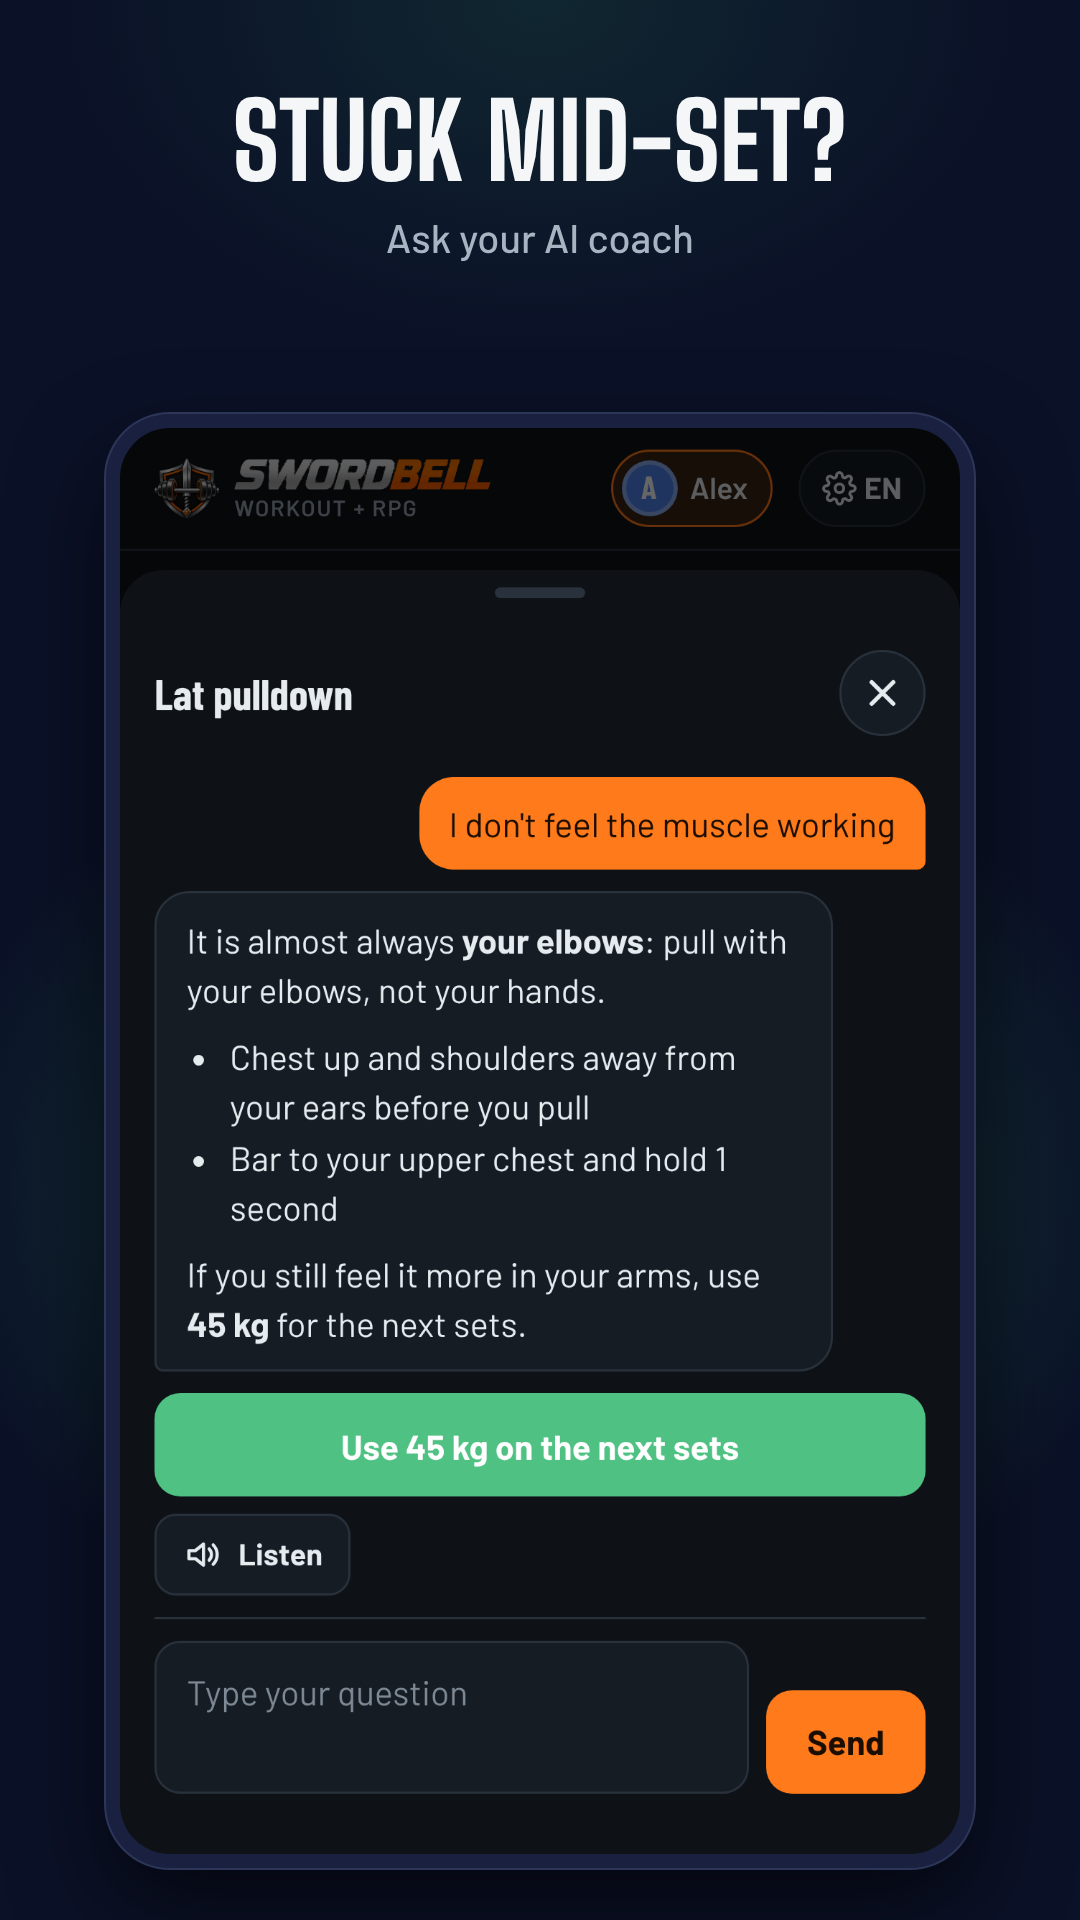 STUCK MID-SET?
Ask your AI coach
SWORDBELL
WORKOUT + RPG
A
Alex
EN
Lat pulldown
I don't feel the muscle working
It is almost always your elbows: pull with
your elbows, not your hands.
• Chest up and shoulders away from
your ears before you pull
• Bar to your upper chest and hold 1
second
If you still feel it more in your arms, use
45 kg for the next sets.
Use 45 kg on the next sets
Listen
Type your question
Send